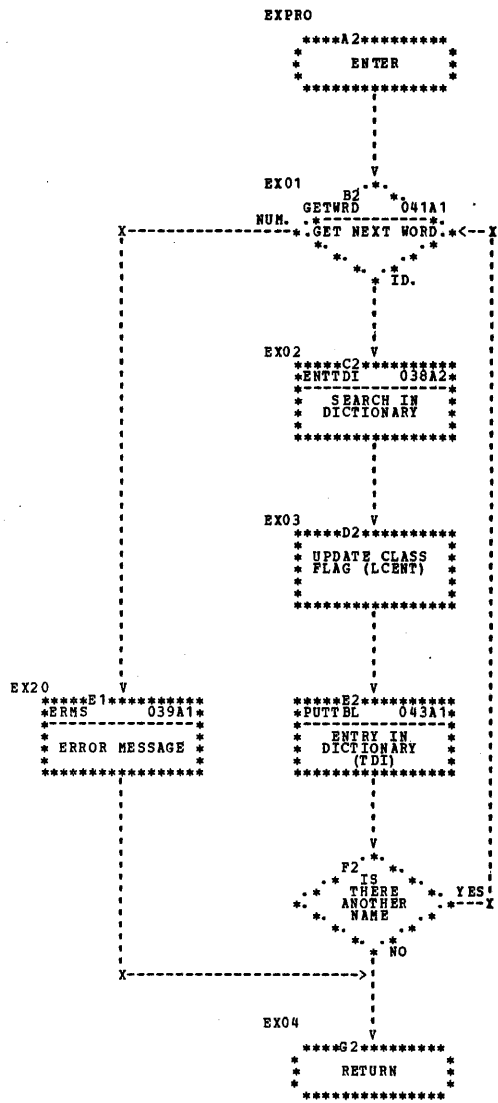 EXPRO
A2
ENTER
EX01
B2
GETWRD 041A1
NUM.
GET NEXT WORD
ID.
EX02
C2
ENTTDI 038A2
SEARCH IN
DICTIONARY
EX03
D2
UPDATE CLASS
FLAG (LCENT)
EX20
E1
ERMS 039A1
ERROR MESSAGE
E2
PUTTBL 043A1
ENTRY IN
DICTIONARY
(TDI)
F2
IS
THERE
ANOTHER
NAME
YES
NO
EX04
G2
RETURN